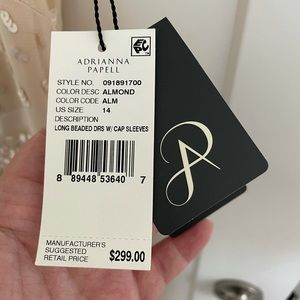 ADRIANNA
PAPELL
STYLE NO. 091891700
COLOR DESC ALMOND
COLOR CODE ALM
US SIZE 14
DESCRIPTION
LONG BEADED DRS W/ CAP SLEEVES
8 89448 53640 7
MANUFACTURER'S
SUGGESTED
RETAIL PRICE $299.00
AP